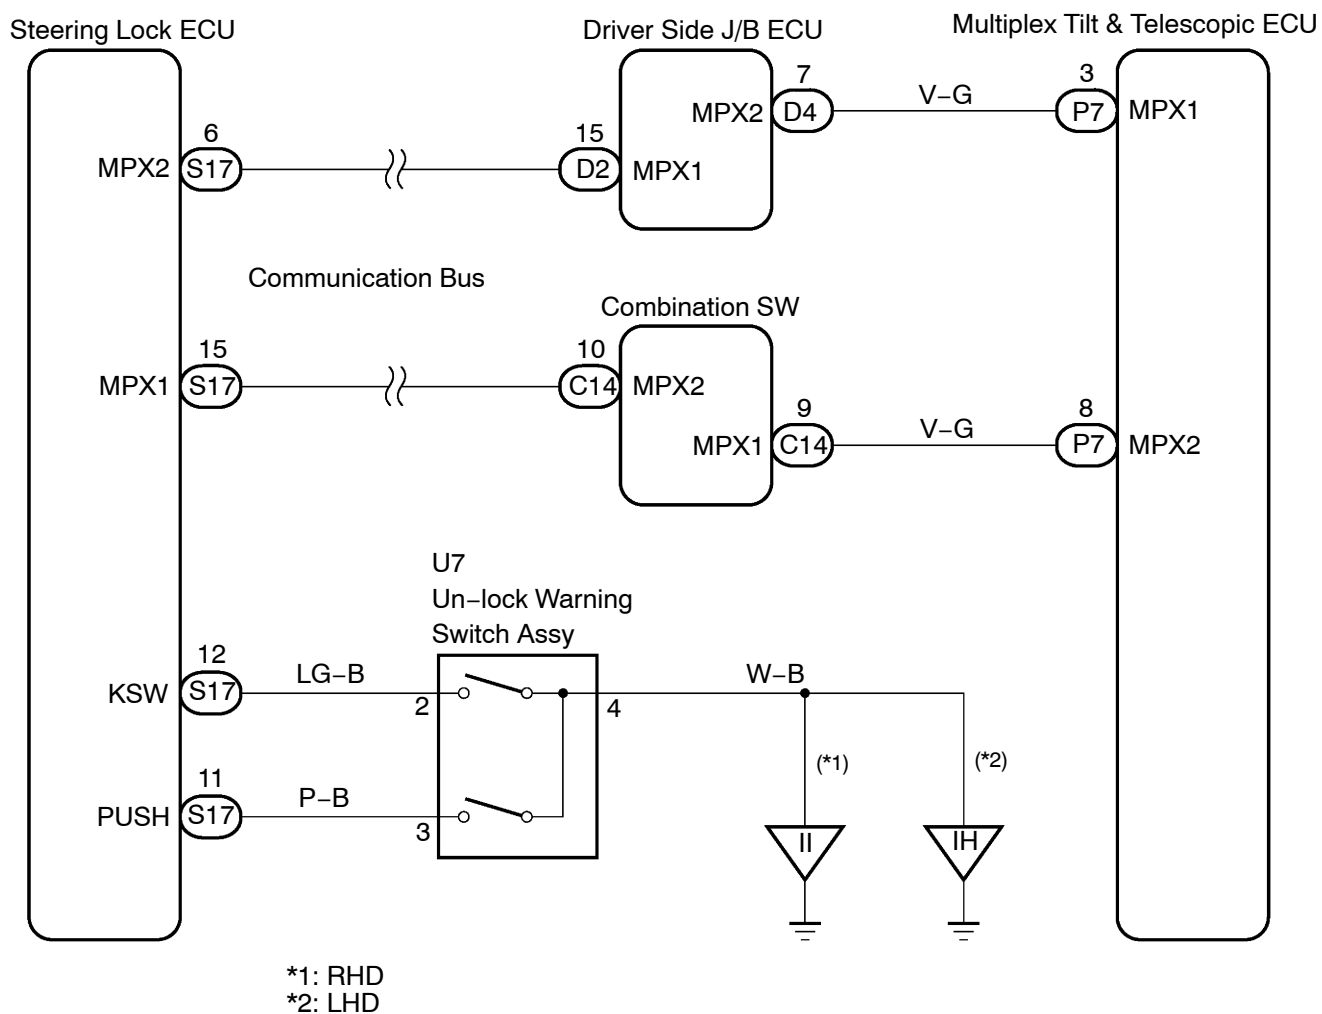 Steering Lock ECU
Driver Side J/B ECU
Multiplex Tilt & Telescopic ECU
7
3
MPX2
D4
V-G
P7
MPX1
6
15
MPX2
S17
D2
MPX1
Communication Bus
Combination SW
15
10
MPX1
S17
C14
MPX2
9
8
MPX1
C14
V-G
P7
MPX2
U7
Un-lock Warning
Switch Assy
12
KSW
S17
LG-B
2
4
W-B
(*1)
(*2)
11
PUSH
S17
P-B
3
II
IH
*1: RHD
*2: LHD